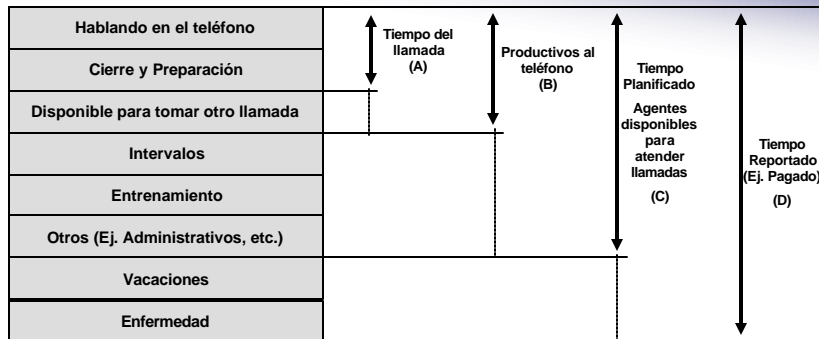 Hablando en el teléfono
Cierre y Preparación
Disponible para tomar otro llamada
Intervalos
Entrenamiento
Otros (Ej. Administrativos, etc.)
Vacaciones
Enfermedad
Tiempo del
llamada
(A)
Productivos al
teléfono
(B)
Tiempo
Planificado
Agentes
disponibles
para
atender
llamadas
(C)
Tiempo
Reportado
(Ej. Pagado)
(D)